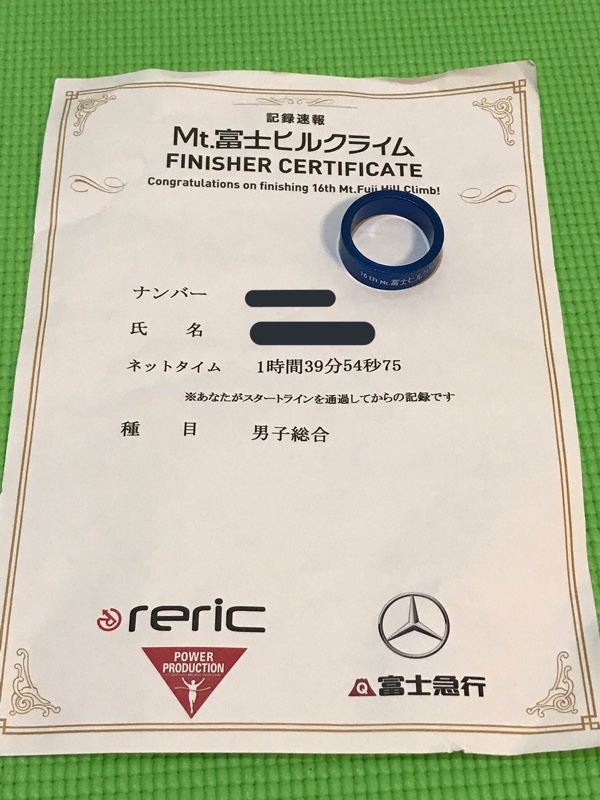 記録速報
Mt.富士ヒルクライム
FINISHER CERTIFICATE
Congratulations on finishing 16th Mt.Fuji Hill Climb!
16th Mt.富士ヒルク
ナンバー
氏 名
ネットタイム 1時間39分54秒75
※あなたがスタートラインを通過してからの記録です
種 目 男子総合
reric
POWER
PRODUCTION
Q 富士急行